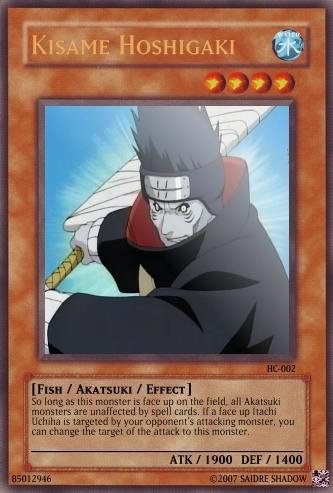 Kisame Hoshigaki
WATER
水
HC-002
[Fish / Akatsuki / Effect]
So long as this monster is face up on the field, all Akatsuki
monsters are unaffected by spell cards. If a face up Itachi
Uchiha is targeted by your opponent's attacking monster, you
can change the target of the attack to this monster.
ATK / 1900 DEF / 1400
85012946
©2007 SAIDRE SHADOW